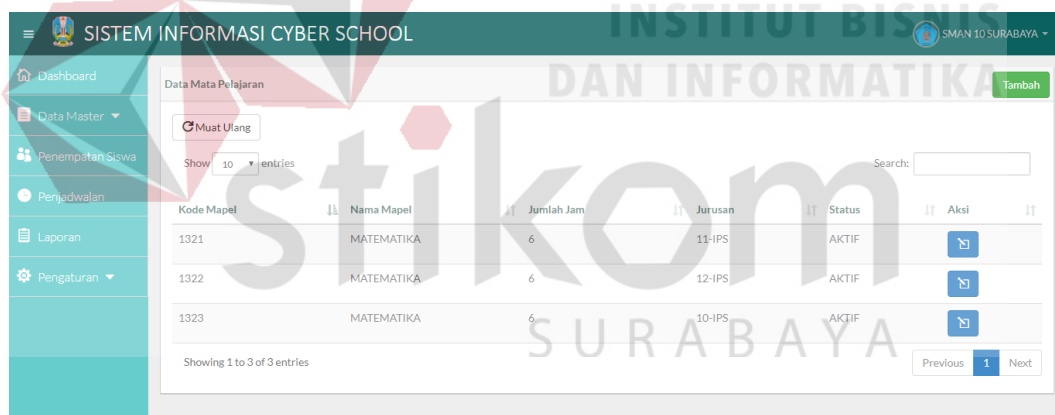 INSTITUT BISNIS
DAN INFORMATIKA
stikom
SURABAYA
SISTEM INFORMASI CYBER SCHOOL
SMAN 10 SURABAYA
Dashboard
Data Master
Penempatan Siswa
Penjadwalan
Laporan
Pengaturan
Data Mata Pelajaran
Tambah
Muat Ulang
Show 10 entries
Search:
Kode Mapel Nama Mapel Jumlah Jam Jurusan Status Aksi
1321 MATEMATIKA 6 11-IPS AKTIF
1322 MATEMATIKA 6 12-IPS AKTIF
1323 MATEMATIKA 6 10-IPS AKTIF
Showing 1 to 3 of 3 entries
Previous 1 Next